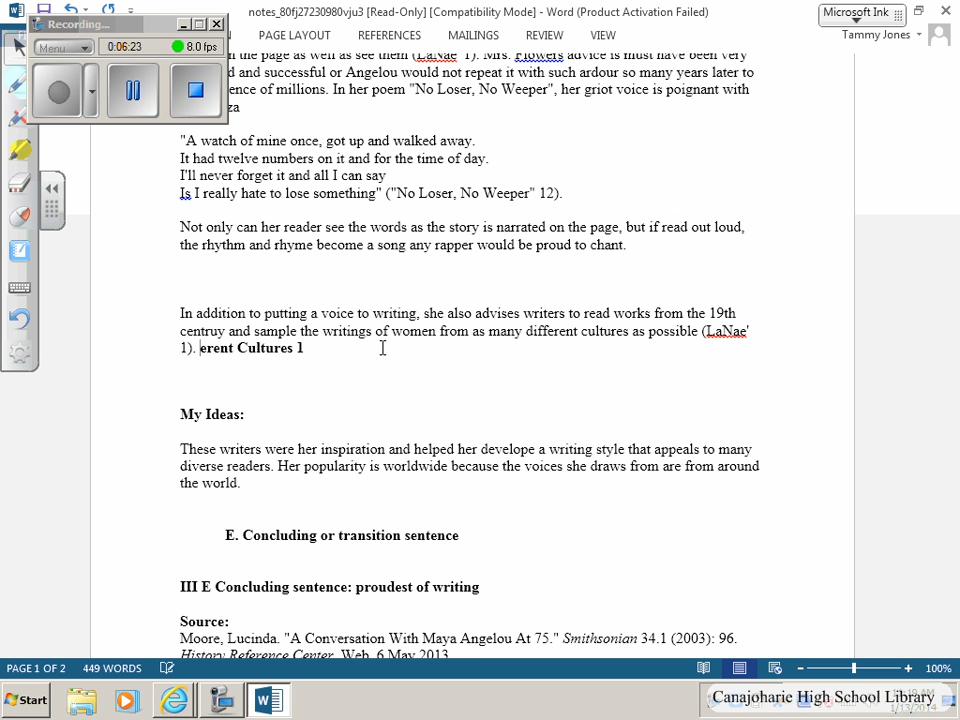 notes_80fj27230980vju3 [Read-Only] [Compatibility Mode] - Word (Product Activation Failed)
Microsoft Ink
Recording...
Menu
0:06:23
8.0 fps
PAGE LAYOUT
REFERENCES
MAILINGS
REVIEW
VIEW
Tammy Jones
the page as well as see them (LaNae' 1). Mrs. Flowers advice is must have been very
and successful or Angelou would not repeat it with such ardour so many years later to
ence of millions. In her poem "No Loser, No Weeper", her griot voice is poignant with
za
"A watch of mine once, got up and walked away.
It had twelve numbers on it and for the time of day.
I'll never forget it and all I can say
Is I really hate to lose something" ("No Loser, No Weeper" 12).
Not only can her reader see the words as the story is narrated on the page, but if read out loud,
the rhythm and rhyme become a song any rapper would be proud to chant.
In addition to putting a voice to writing, she also advises writers to read works from the 19th
centruy and sample the writings of women from as many different cultures as possible (LaNae'
1). erent Cultures 1
My Ideas:
These writers were her inspiration and helped her develope a writing style that appeals to many
diverse readers. Her popularity is worldwide because the voices she draws from are from around
the world.
E. Concluding or transition sentence
III E Concluding sentence: proudest of writing
Source:
Moore, Lucinda. "A Conversation With Maya Angelou At 75." Smithsonian 34.1 (2003): 96.
History Reference Center. Web. 6 May 2013.
PAGE 1 OF 2
449 WORDS
100%
Start
Canajoharie High School Library
1/13/2014